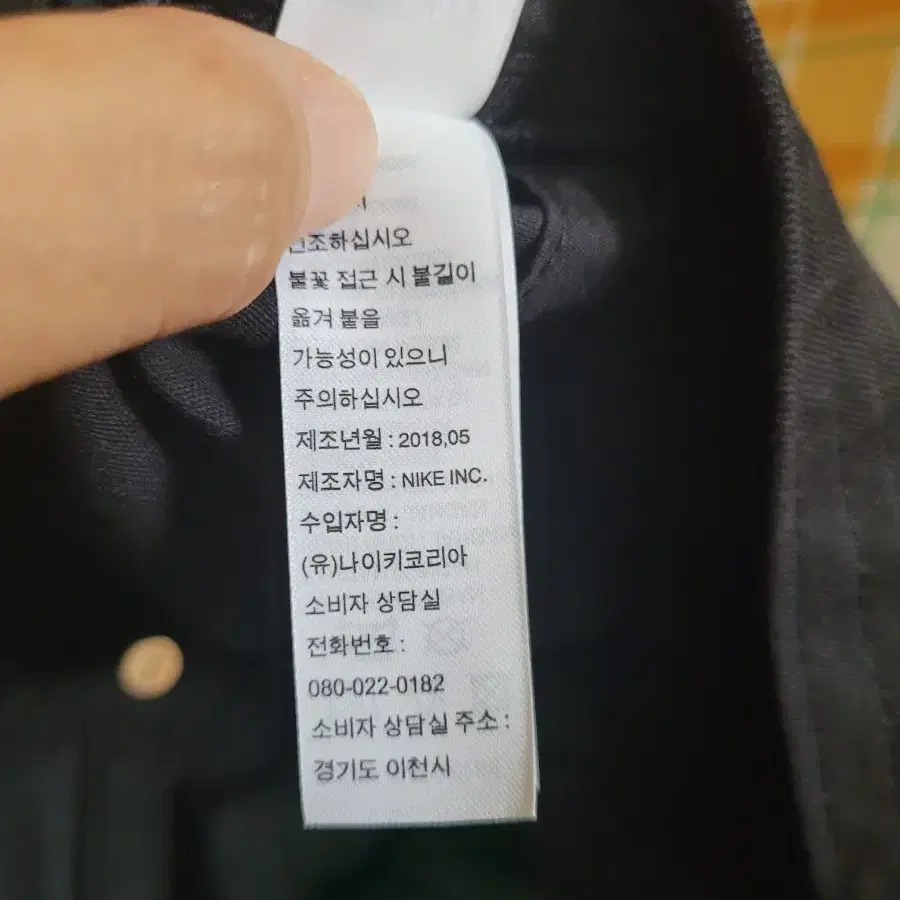 건조하십시오
불꽃 접근 시 불길이
옮겨 붙을
가능성이 있으니
주의하십시오
제조년월 : 2018,05
제조자명 : NIKE INC.
수입자명 :
(유)나이키코리아
소비자 상담실
전화번호 :
080-022-0182
소비자 상담실 주소 :
경기도 이천시